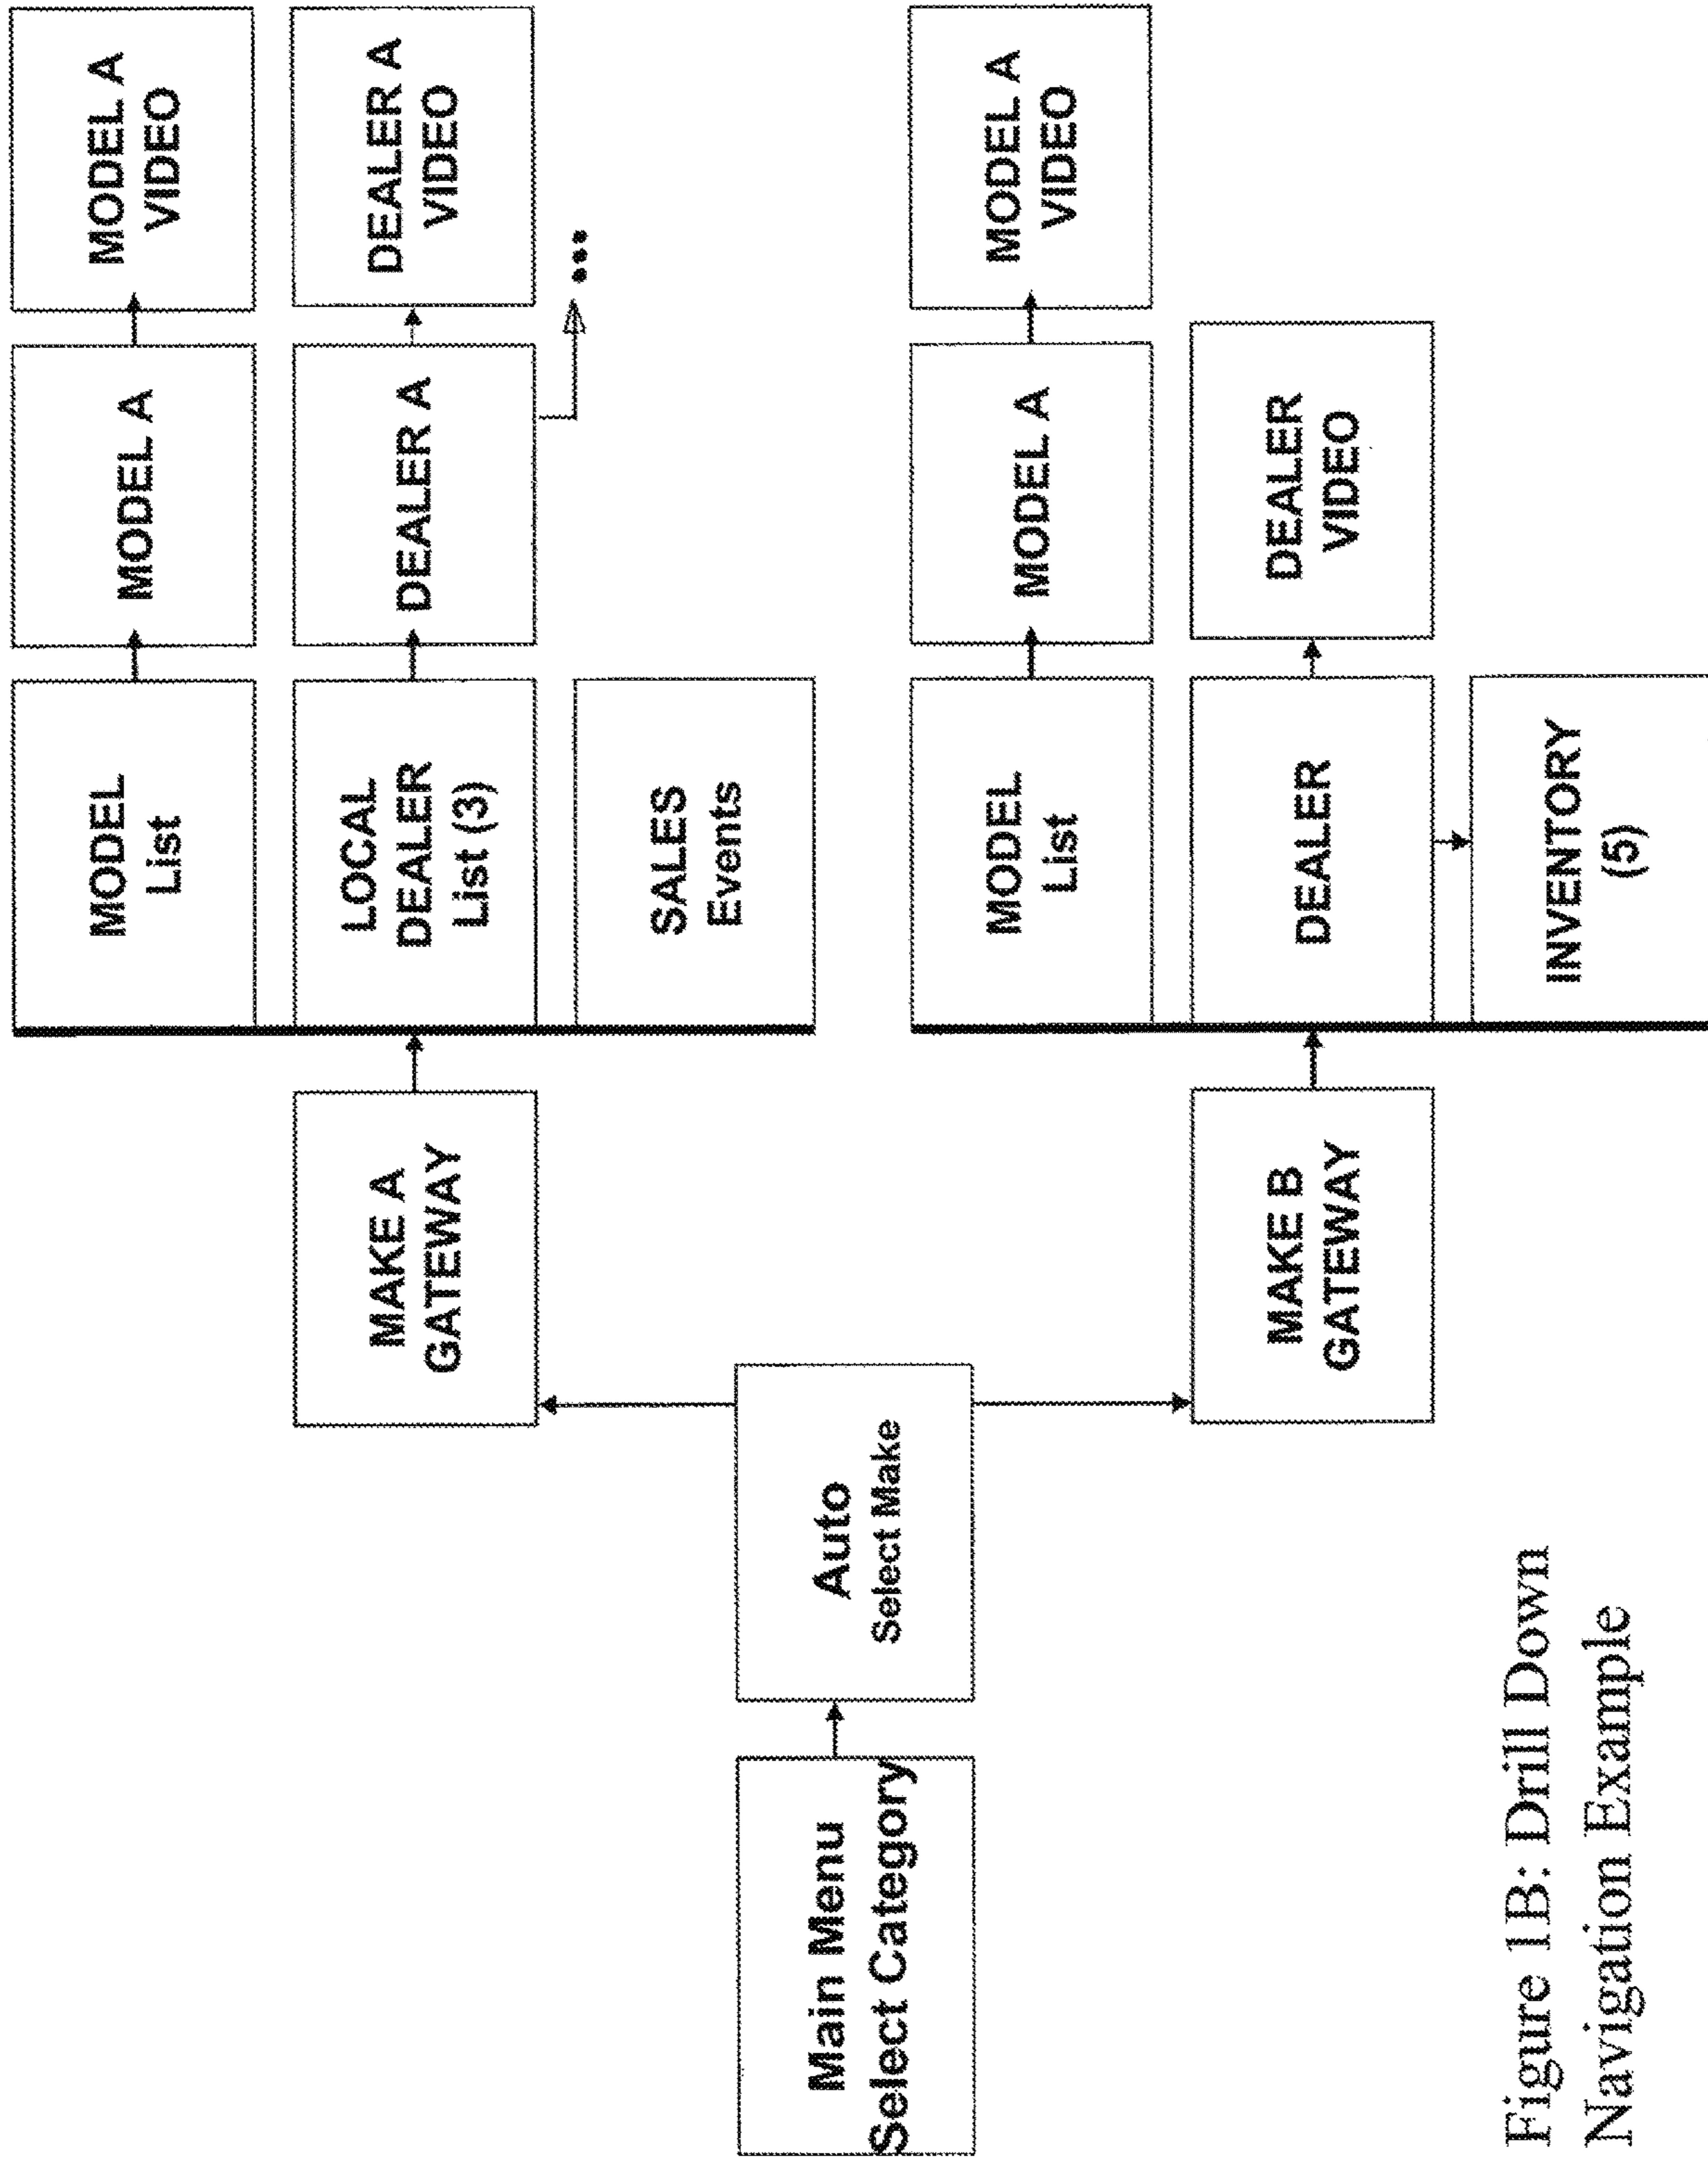 Main Menu
Select Category
Auto
Select Make
MAKE A
GATEWAY
MODEL
List
MODEL A
MODEL A
VIDEO
LOCAL
DEALER
List (3)
DEALER A
DEALER A
VIDEO
•••
SALES
Events
MAKE B
GATEWAY
MODEL
List
MODEL A
MODEL A
VIDEO
DEALER
DEALER
VIDEO
INVENTORY
(5)
Figure 1B: Drill Down
Navigation Example